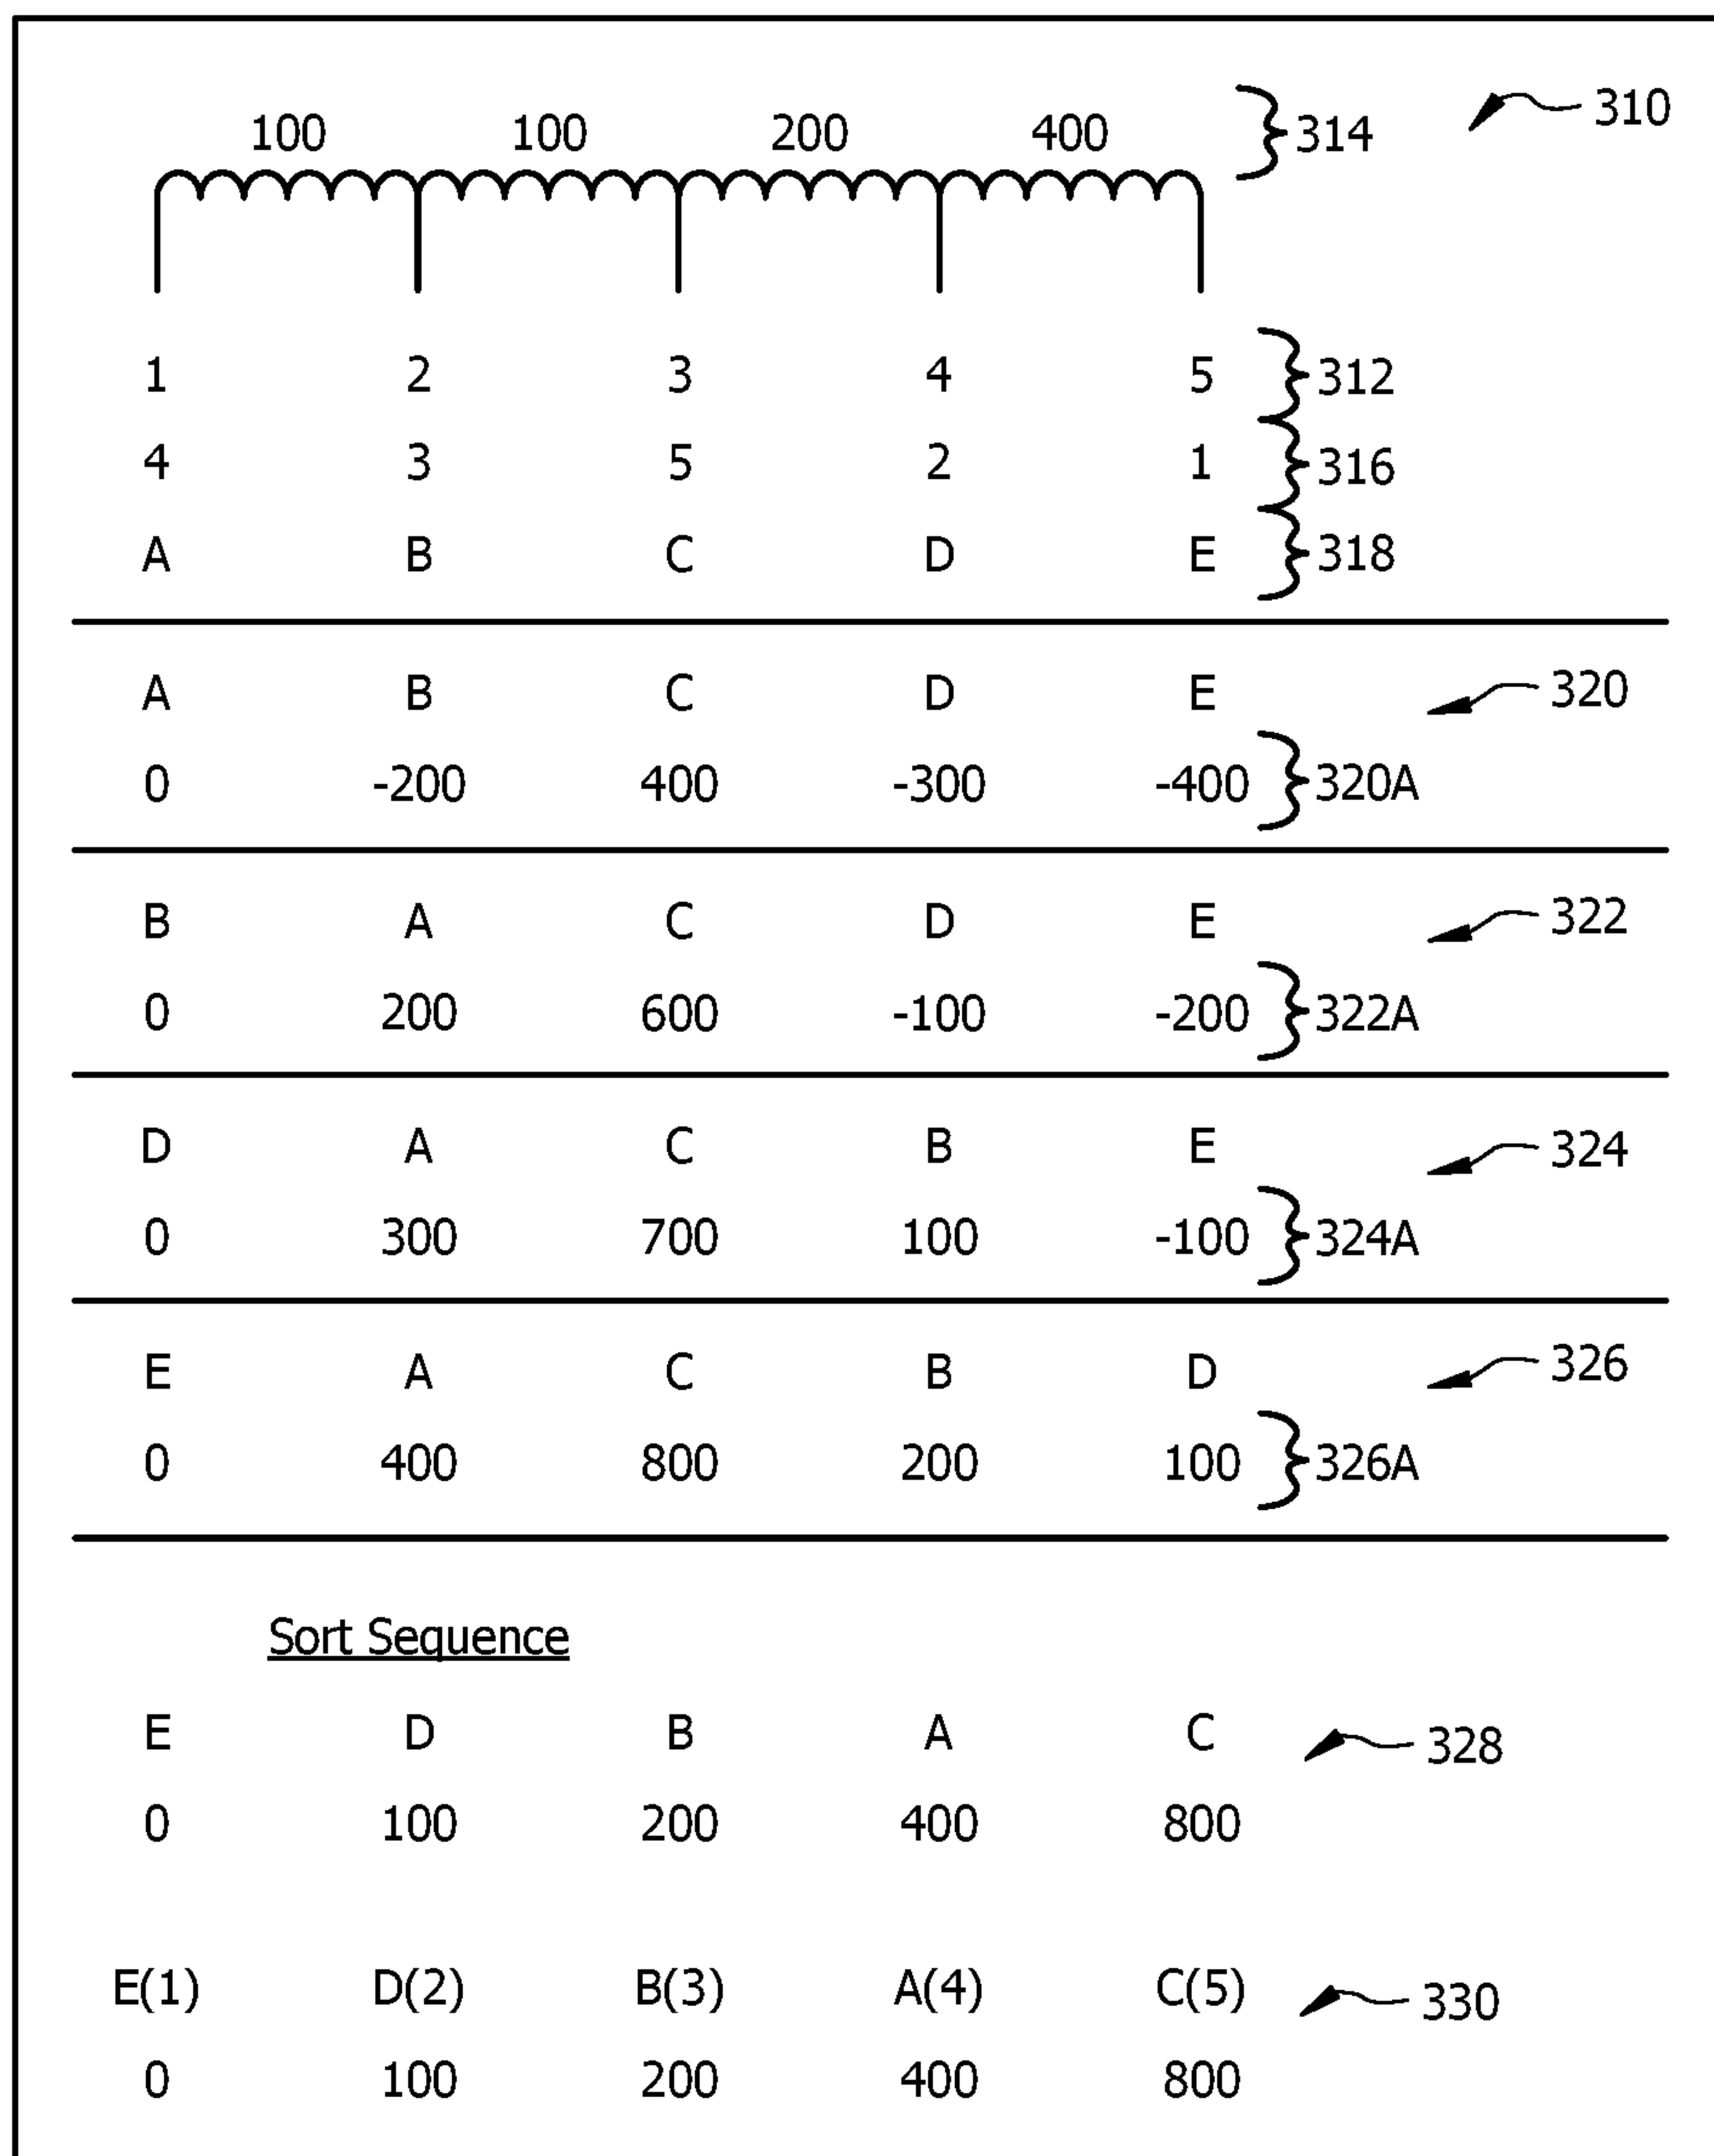 100 100 200 400 314 310
1 2 3 4 5 312
4 3 5 2 1 316
A B C D E 318
A B C D E 320
0 -200 400 -300 -400 320A
B A C D E 322
0 200 600 -100 -200 322A
D A C B E 324
0 300 700 100 -100 324A
E A C B D 326
0 400 800 200 100 326A
Sort Sequence
E D B A C 328
0 100 200 400 800
E(1) D(2) B(3) A(4) C(5) 330
0 100 200 400 800